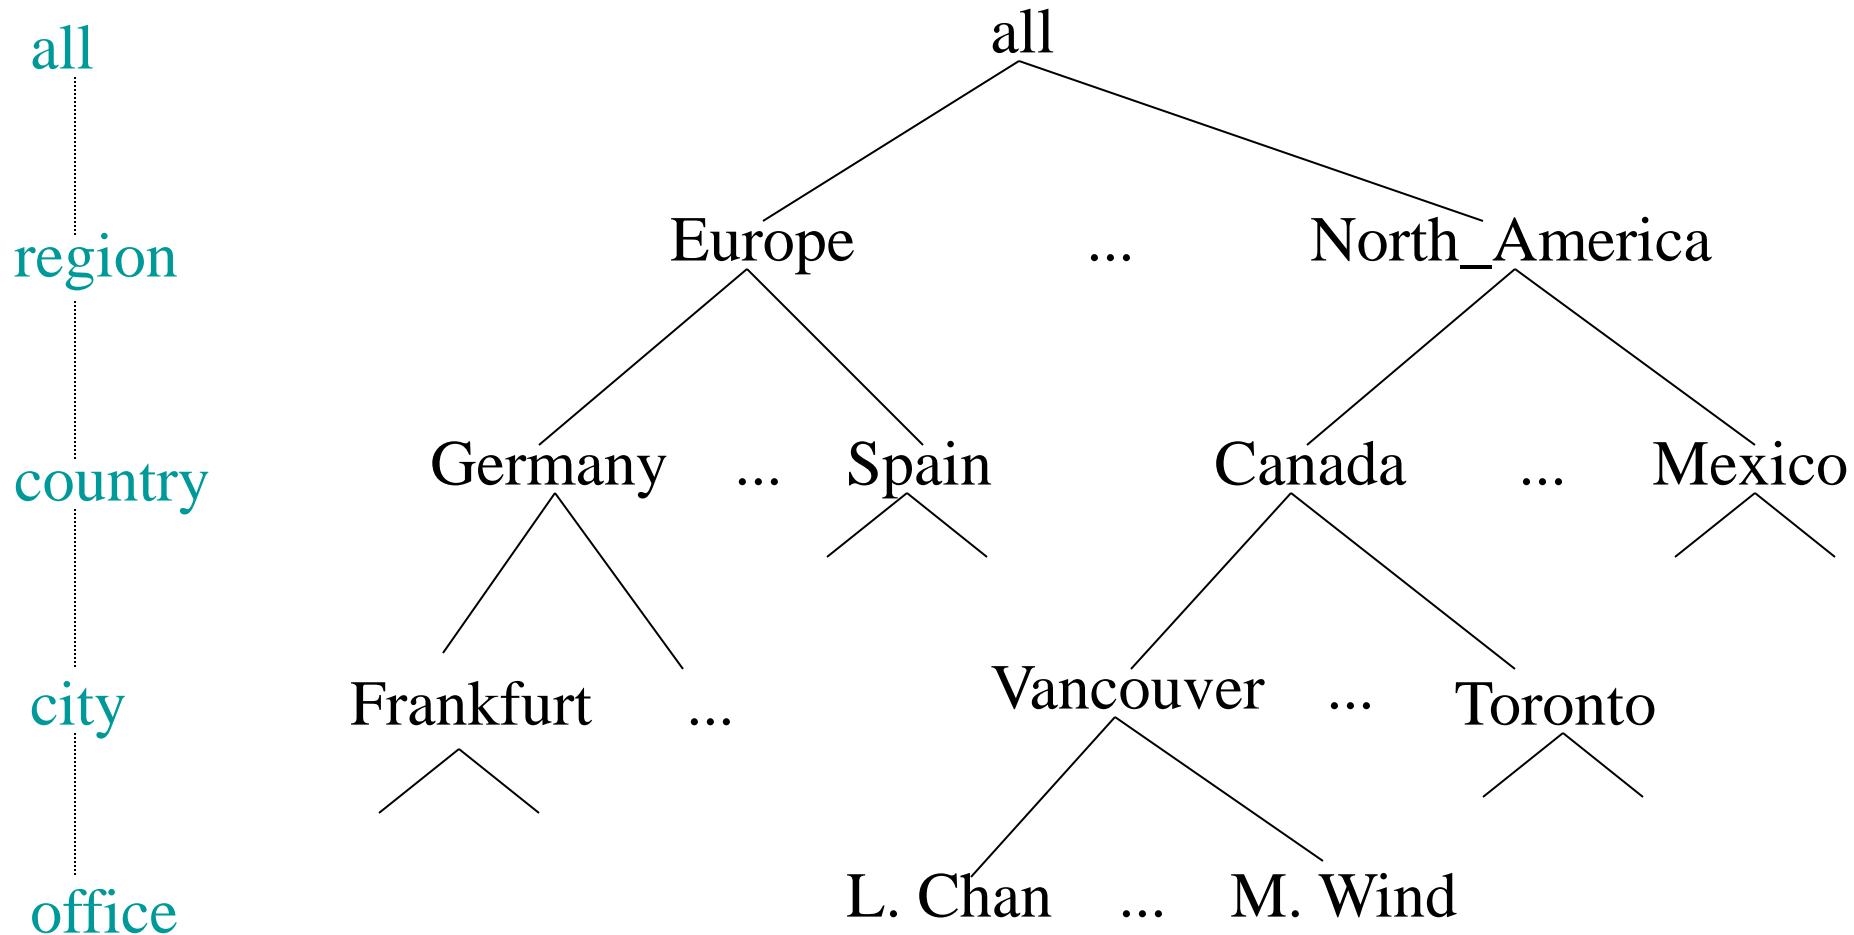 all all
region Europe ... North_America
country Germany ... Spain Canada ... Mexico
city Frankfurt ... Vancouver ... Toronto
office L. Chan ... M. Wind